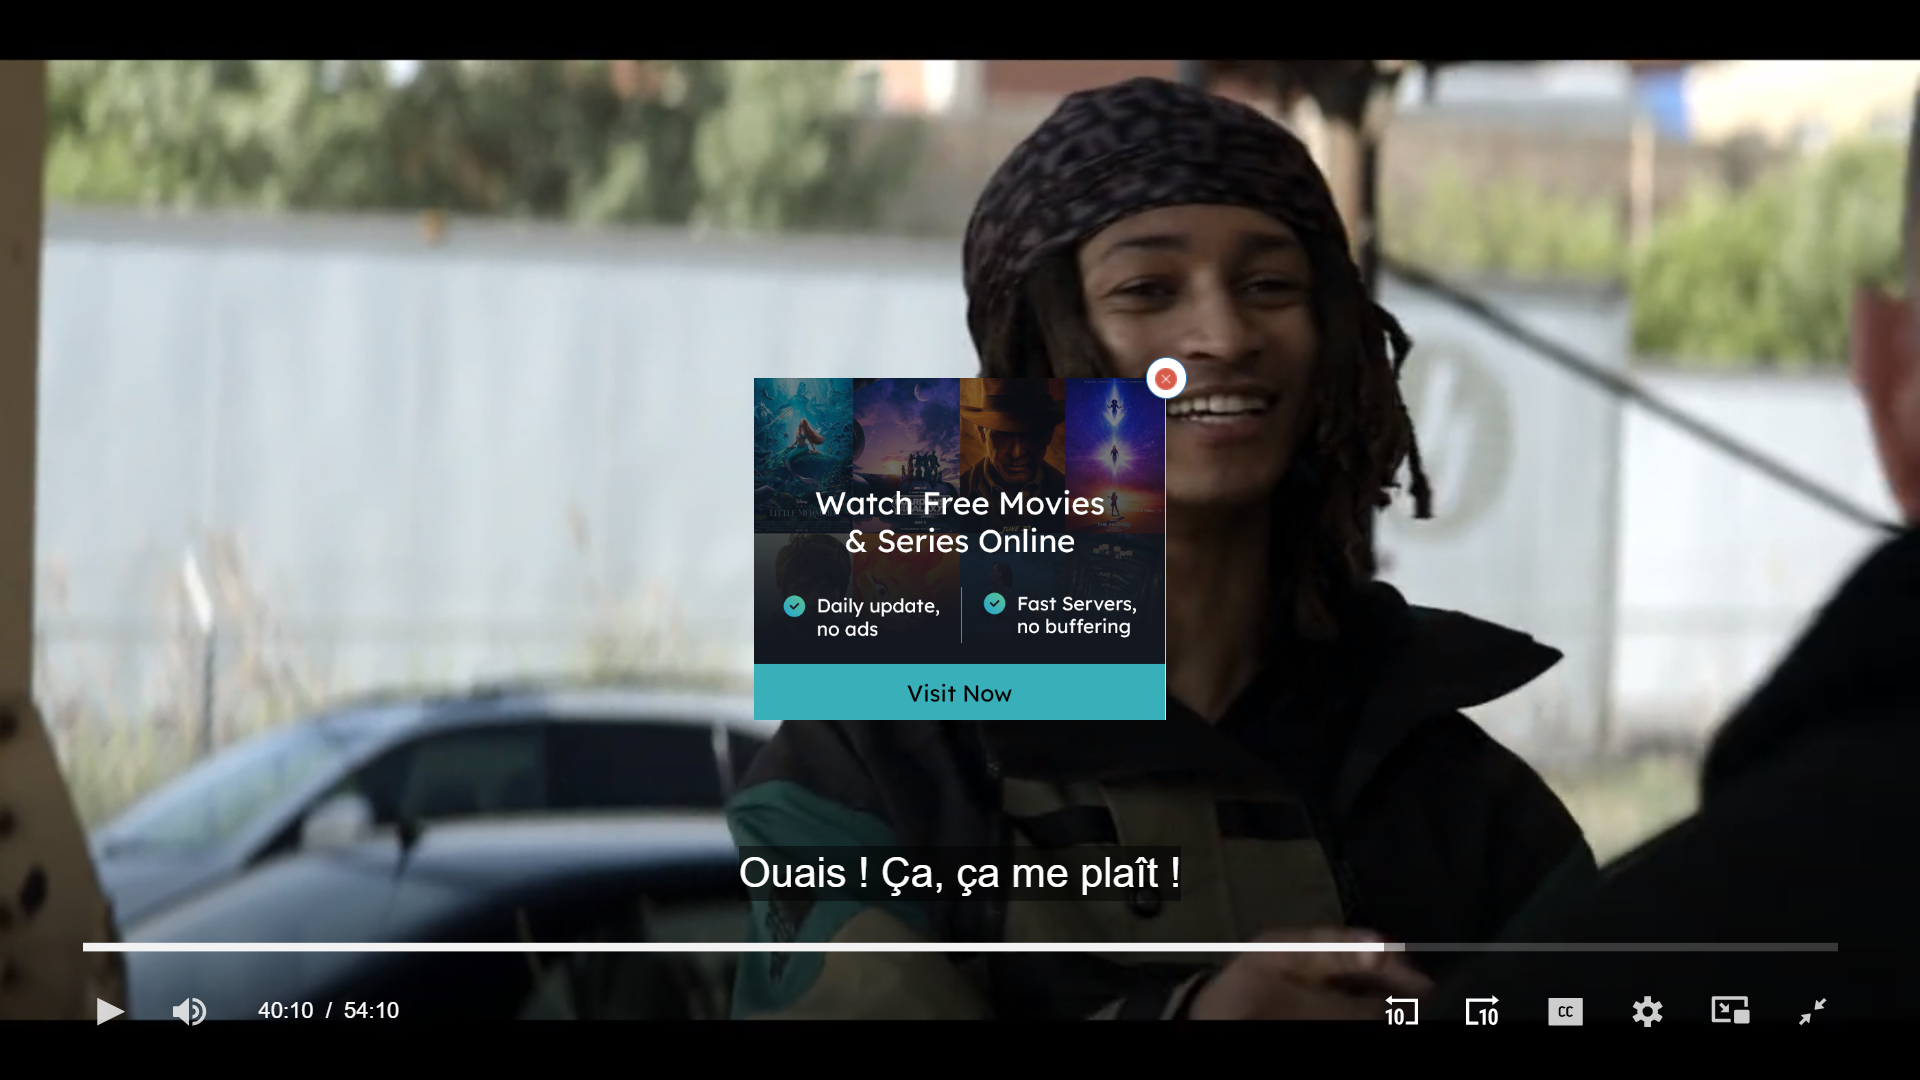 Watch Free Movies
& Series Online
Daily update,
no ads
Fast Servers,
no buffering
Visit Now
Ouais ! Ça, ça me plaît !
40:10 / 54:10
10
10
CC